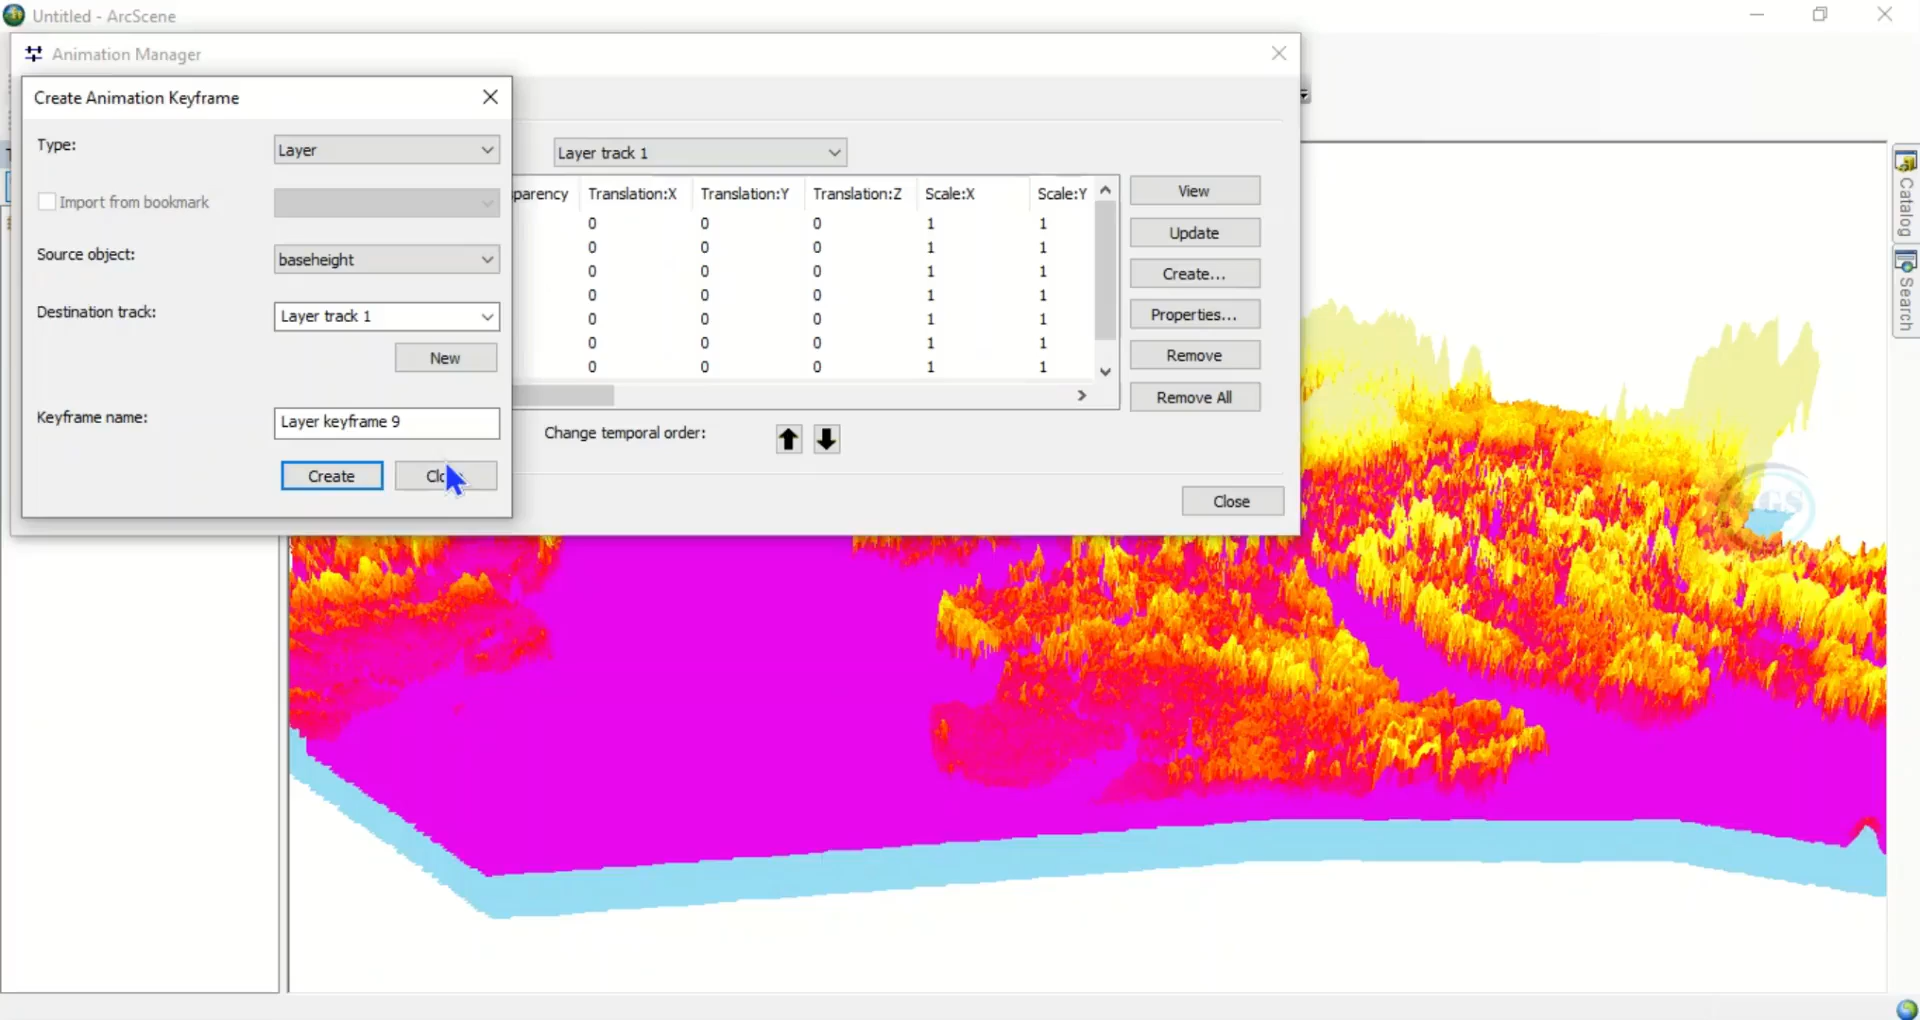 Untitled - ArcScene
Animation Manager
Create Animation Keyframe
Type:
Layer
Import from bookmark
Source object:
baseheight
Destination track:
Layer track 1
New
Keyframe name:
Layer keyframe 9
Create
Layer track 1
parency Translation:X Translation:Y Translation:Z Scale:X Scale:Y
0 0 0 1 1
0 0 0 1 1
0 0 0 1 1
0 0 0 1 1
0 0 0 1 1
0 0 0 1 1
0 0 0 1 1
View
Update
Create...
Properties...
Remove
Remove All
Change temporal order:
Close
Catalog
Search